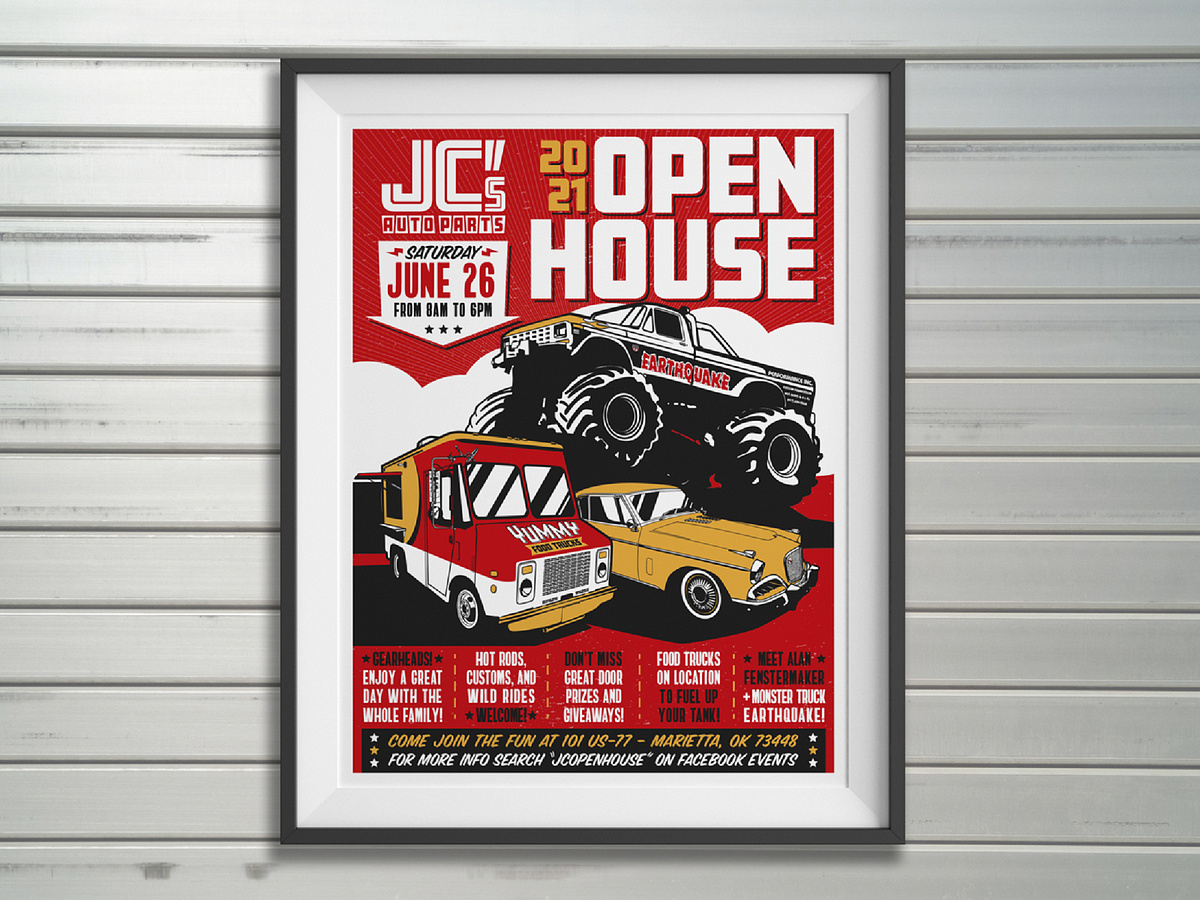 JC's
AUTO PARTS
SATURDAY
JUNE 26
FROM 8AM TO 6PM
2021 OPEN
HOUSE
EARTHQUAKE
PERFORMANCE INC.
YUMMY
FOOD TRUCKS
GEARHEADS!
ENJOY A GREAT
DAY WITH THE
WHOLE FAMILY!
HOT RODS,
CUSTOMS, AND
WILD RIDES
WELCOME!
DON'T MISS
GREAT DOOR
PRIZES AND
GIVEAWAYS!
FOOD TRUCKS
ON LOCATION
TO FUEL UP
YOUR TANK!
MEET ALAN
FENSTERMAKER
+ MONSTER TRUCK
EARTHQUAKE!
COME JOIN THE FUN AT 101 US-77 - MARIETTA, OK 73448
FOR MORE INFO SEARCH "JCOPENHOUSE" ON FACEBOOK EVENTS